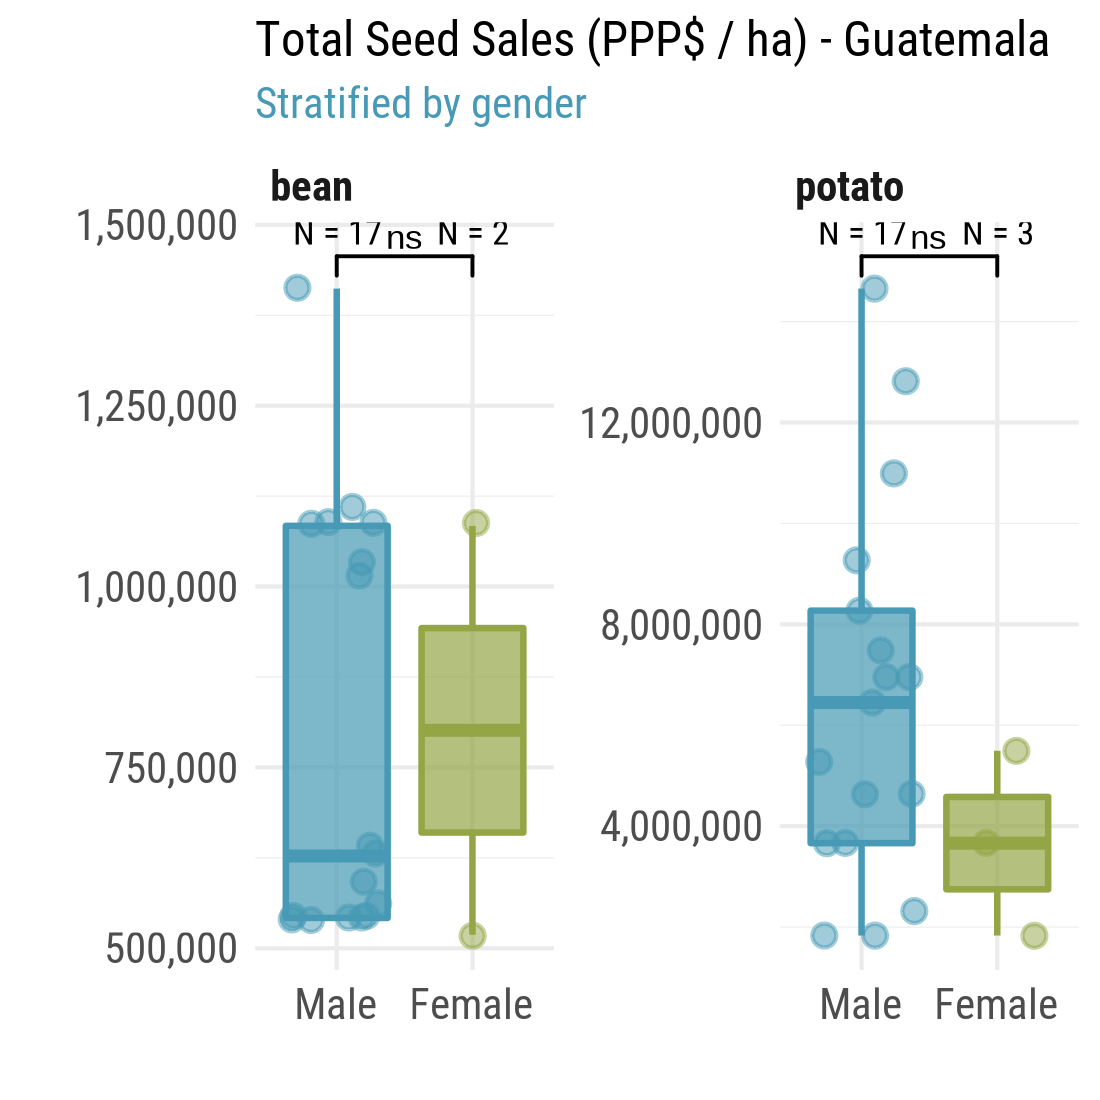 Total Seed Sales (PPP$ / ha) - Guatemala
Stratified by gender
bean
potato
1,500,000
1,250,000
1,000,000
750,000
500,000
N = 17 ns N = 2
Male Female
12,000,000
8,000,000
4,000,000
N = 17 ns N = 3
Male Female